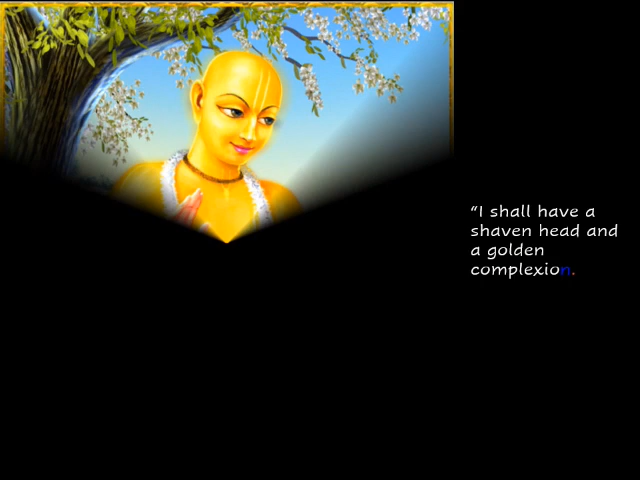 “I shall have a
shaven head and
a golden
complexion.